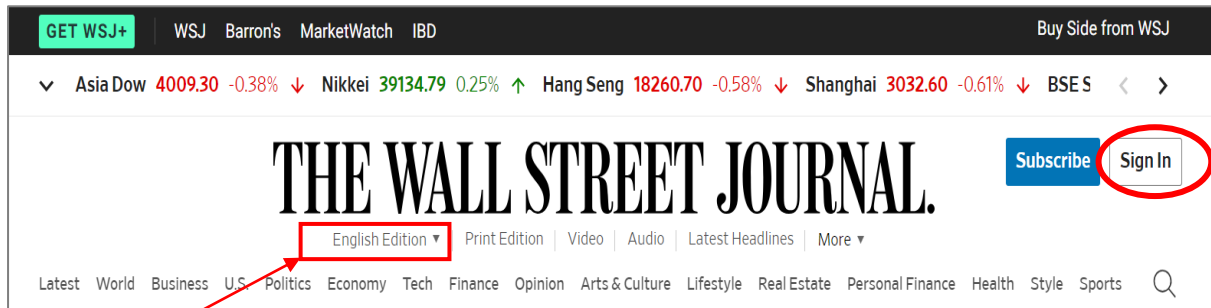 GET WSJ+ WSJ Barron's MarketWatch IBD Buy Side from WSJ
Asia Dow 4009.30 -0.38% ↓ Nikkei 39134.79 0.25% ↑ Hang Seng 18260.70 -0.58% ↓ Shanghai 3032.60 -0.61% ↓ BSE S
THE WALL STREET JOURNAL.
Subscribe Sign In
English Edition ▼ Print Edition | Video | Audio | Latest Headlines | More ▼
Latest World Business U.S. Politics Economy Tech Finance Opinion Arts & Culture Lifestyle Real Estate Personal Finance Health Style Sports